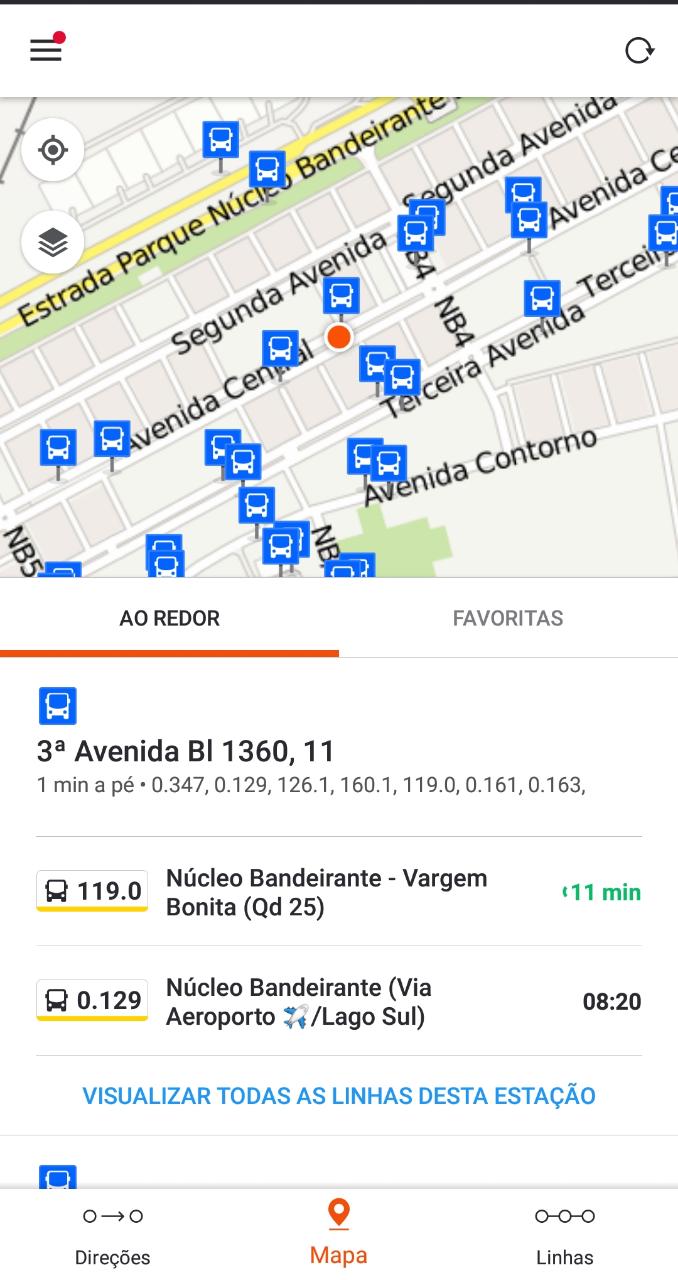 Estrada Parque Núcleo Bandeirante
Segunda Avenida
Segunda Avenida
Avenida Ce
Terceir
NB4
Avenida Central
Terceira Avenida
Avenida Contorno
NB5
NB
AO REDOR
FAVORITAS
3ª Avenida Bl 1360, 11
1 min a pé • 0.347, 0.129, 126.1, 160.1, 119.0, 0.161, 0.163,
119.0
Núcleo Bandeirante - Vargem
Bonita (Qd 25)
11 min
0.129
Núcleo Bandeirante (Via
Aeroporto ✈️/Lago Sul)
08:20
VISUALIZAR TODAS AS LINHAS DESTA ESTAÇÃO
Direções
Mapa
Linhas